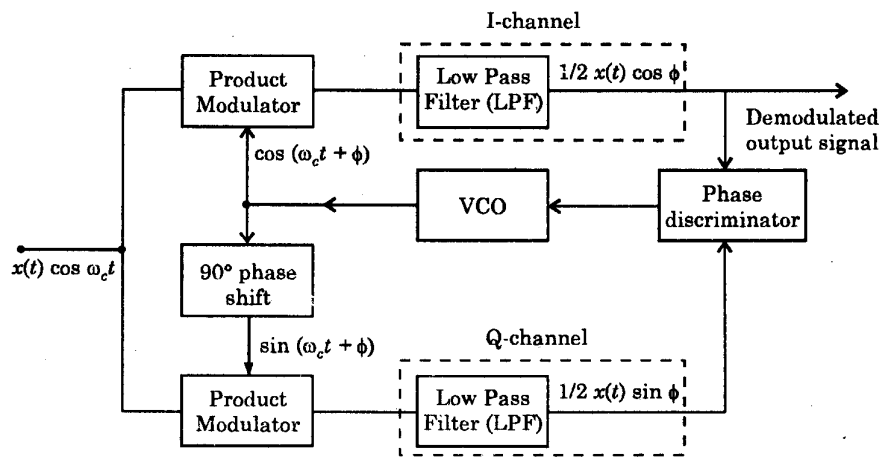 I-channel
Product
Modulator
Low Pass
Filter (LPF)
1/2 x(t) cos ϕ
Demodulated
output signal
cos (ω_c t + ϕ)
VCO
Phase
discriminator
x(t) cos ω_c t
90° phase
shift
sin (ω_c t + ϕ)
Q-channel
Product
Modulator
Low Pass
Filter (LPF)
1/2 x(t) sin ϕ